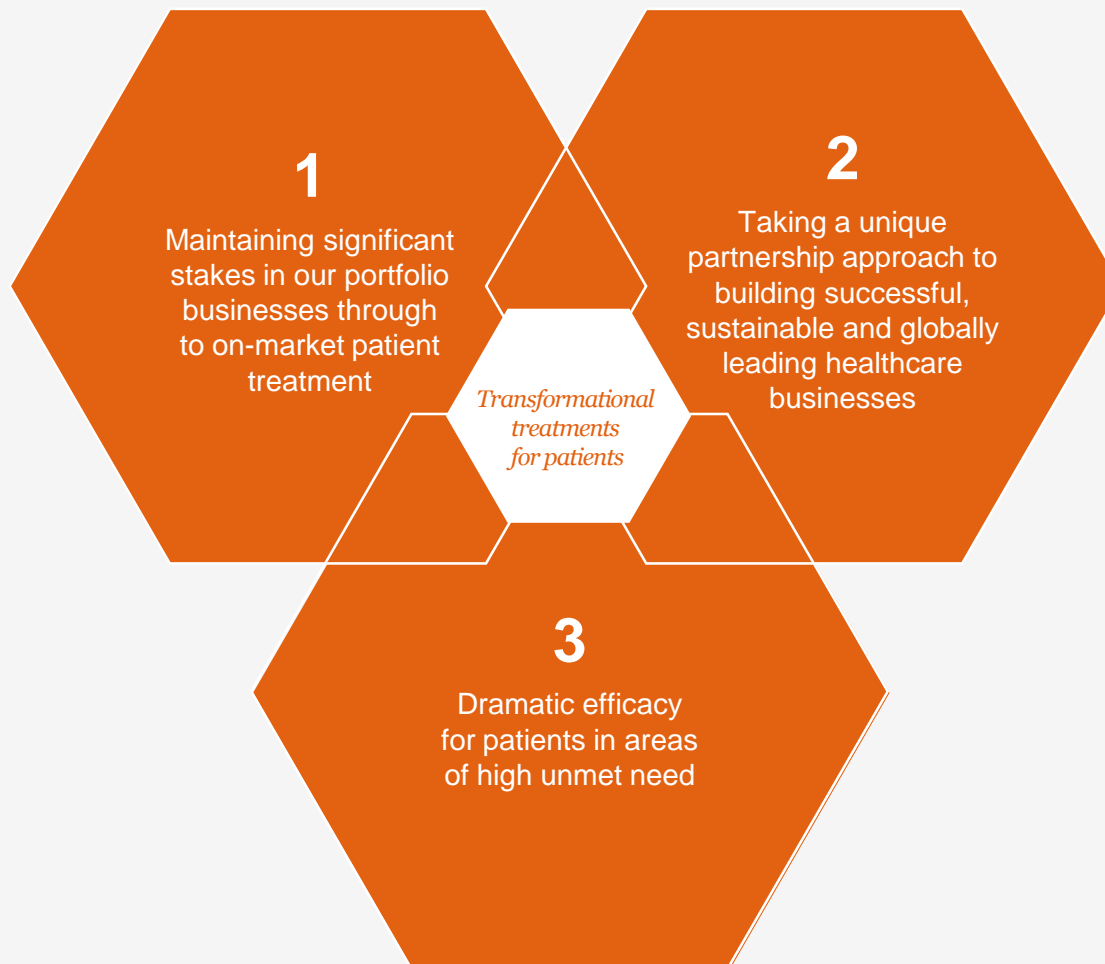 1
Maintaining significant
stakes in our portfolio
businesses through
to on-market patient
treatment
2
Taking a unique
partnership approach to
building successful,
sustainable and globally
leading healthcare
businesses
Transformational
treatments
for patients
3
Dramatic efficacy
for patients in areas
of high unmet need